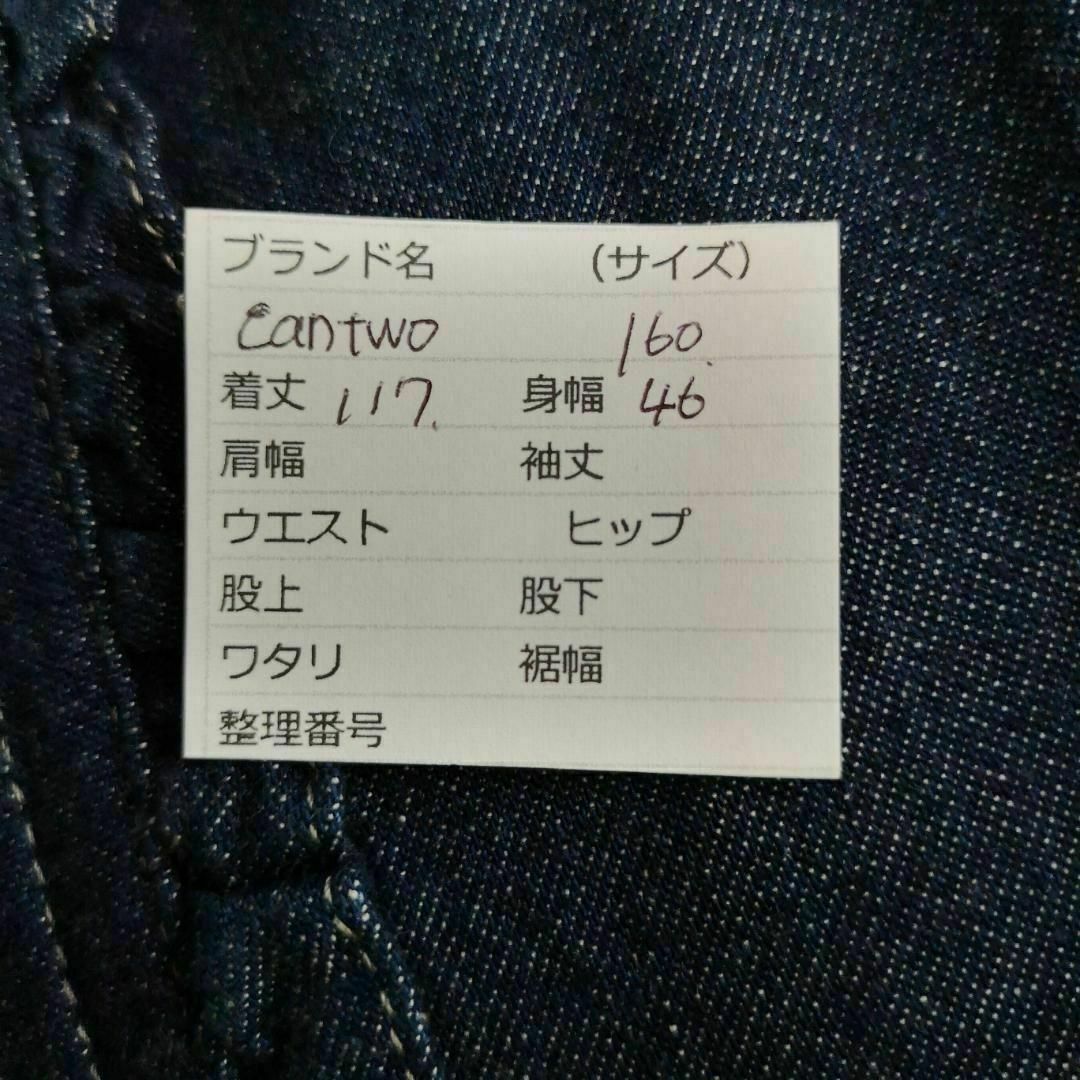 ブランド名 (サイズ)
Cantwo 160.
着丈 117. 身幅 46
肩幅 袖丈
ウエスト ヒップ
股上 股下
ワタリ 裾幅
整理番号